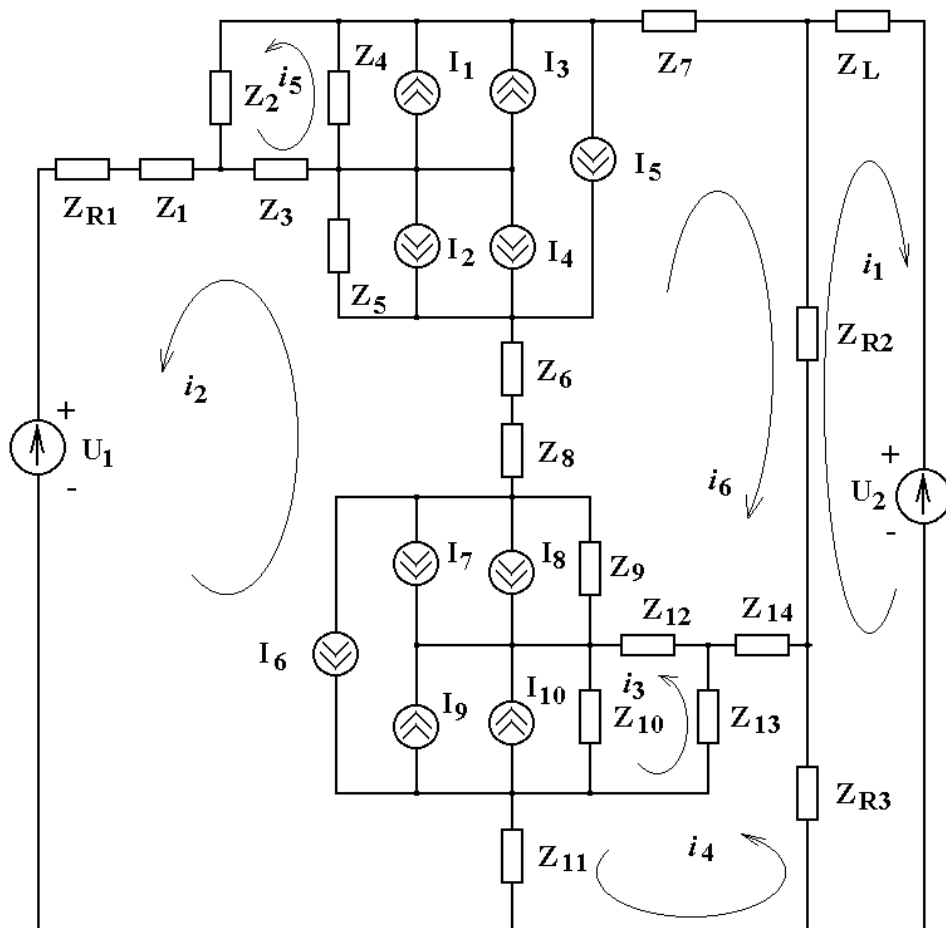 Z4 I1 I3 Z7 ZL
Z2 i5
I5
ZR1 Z1 Z3
i1
I2 I4
Z5
ZR2
Z6
i2
+
U1
-
Z8
+
i6
U2
-
I7 I8 Z9
Z12 Z14
I6
i3
I9 I10 Z10 Z13
ZR3
Z11 i4